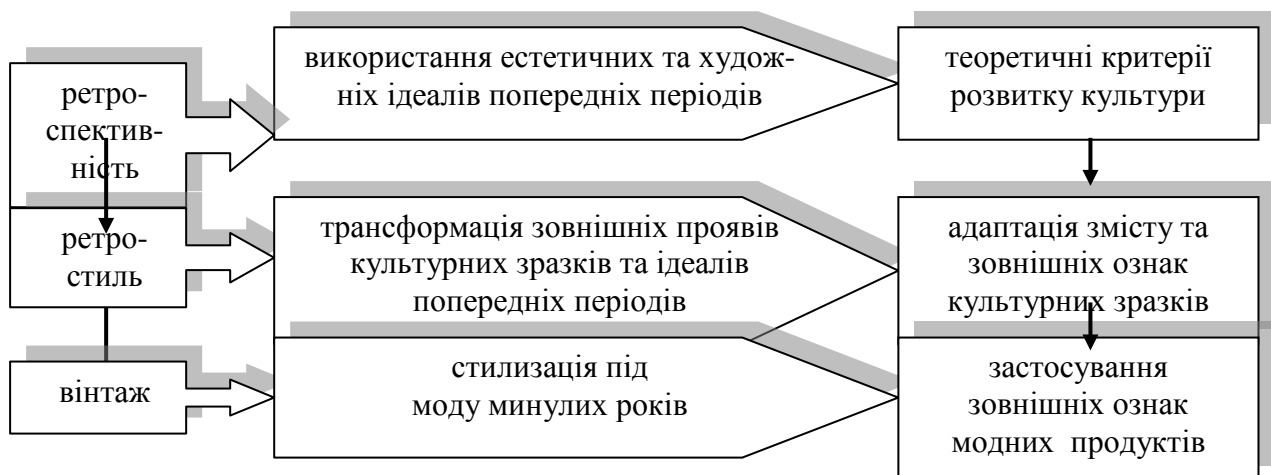 ретро-
спектив-
ність
використання естетичних та худож-
ніх ідеалів попередніх періодів
теоретичні критерії
розвитку культури
ретро-
стиль
трансформація зовнішніх проявів
культурних зразків та ідеалів
попередніх періодів
адаптація змісту та
зовнішніх ознак
культурних зразків
вінтаж
стилизація під
моду минулих років
застосування
зовнішніх ознак
модних продуктів